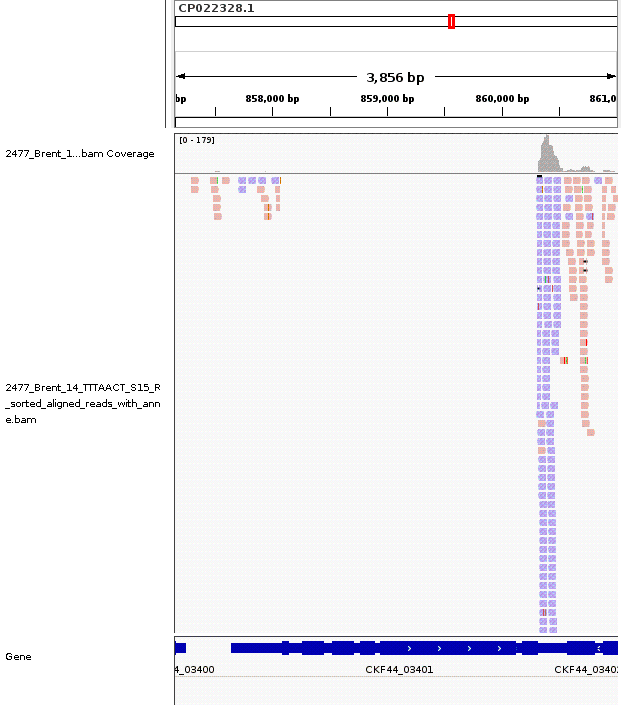 CP022328.1
3,856 bp
bp
858,000 bp
859,000 bp
860,000 bp
861,0
2477_Brent_1...bam Coverage
[0 - 179]
2477_Brent_14_TTTAACT_S15_R
_sorted_aligned_reads_with_ann
e.bam
Gene
4_03400
CKF44_03401
CKF44_0340